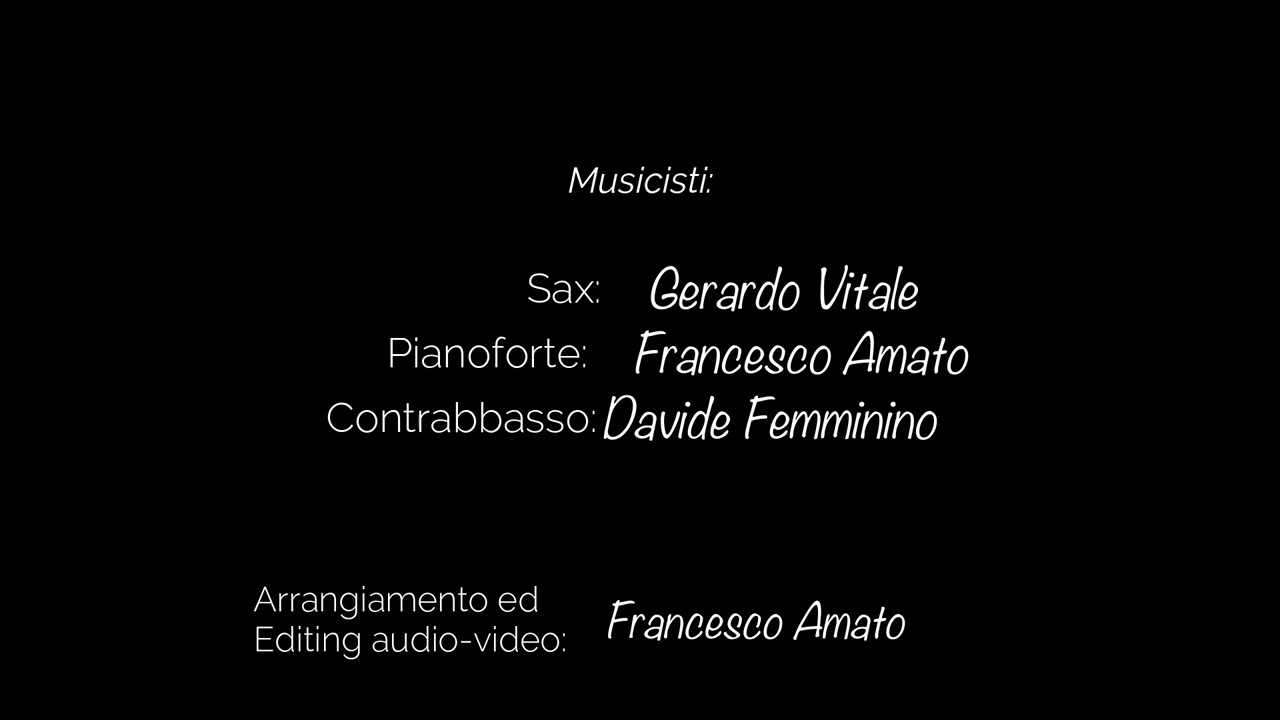 Musicisti:
Sax: Gerardo Vitale
Pianoforte: Francesco Amato
Contrabbasso: Davide Femminino
Arrangiamento ed
Editing audio-video: Francesco Amato